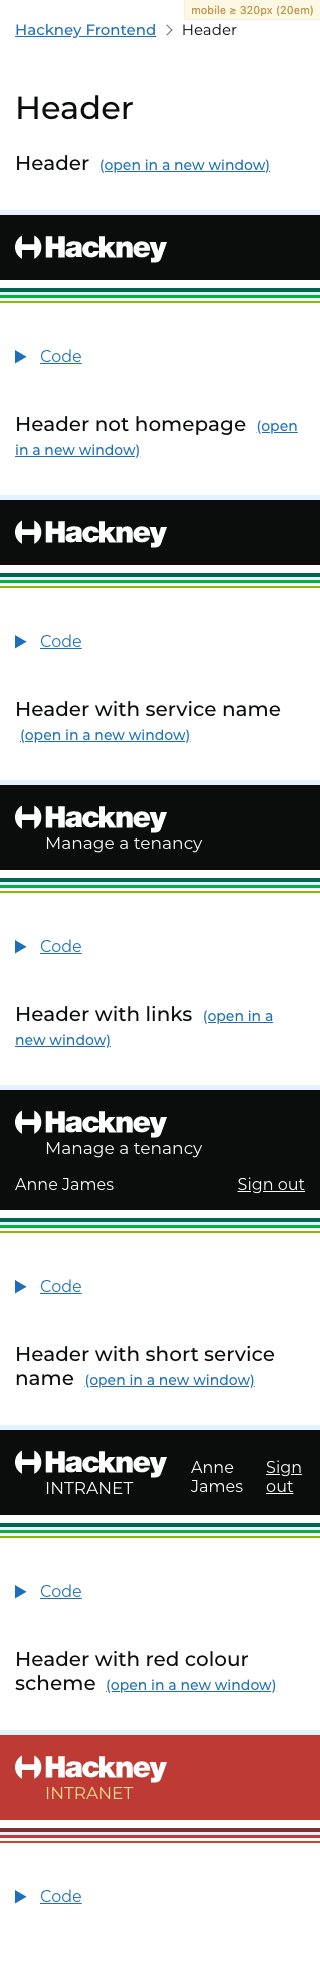 mobile ≥ 320px (20em)
Hackney Frontend > Header
Header
Header (open in a new window)
Hackney
Code
Header not homepage (open
in a new window)
Hackney
Code
Header with service name
(open in a new window)
Hackney
Manage a tenancy
Code
Header with links (open in a
new window)
Hackney
Manage a tenancy
Anne James Sign out
Code
Header with short service
name (open in a new window)
Hackney
INTRANET
Anne
James
Sign
out
Code
Header with red colour
scheme (open in a new window)
Hackney
INTRANET
Code